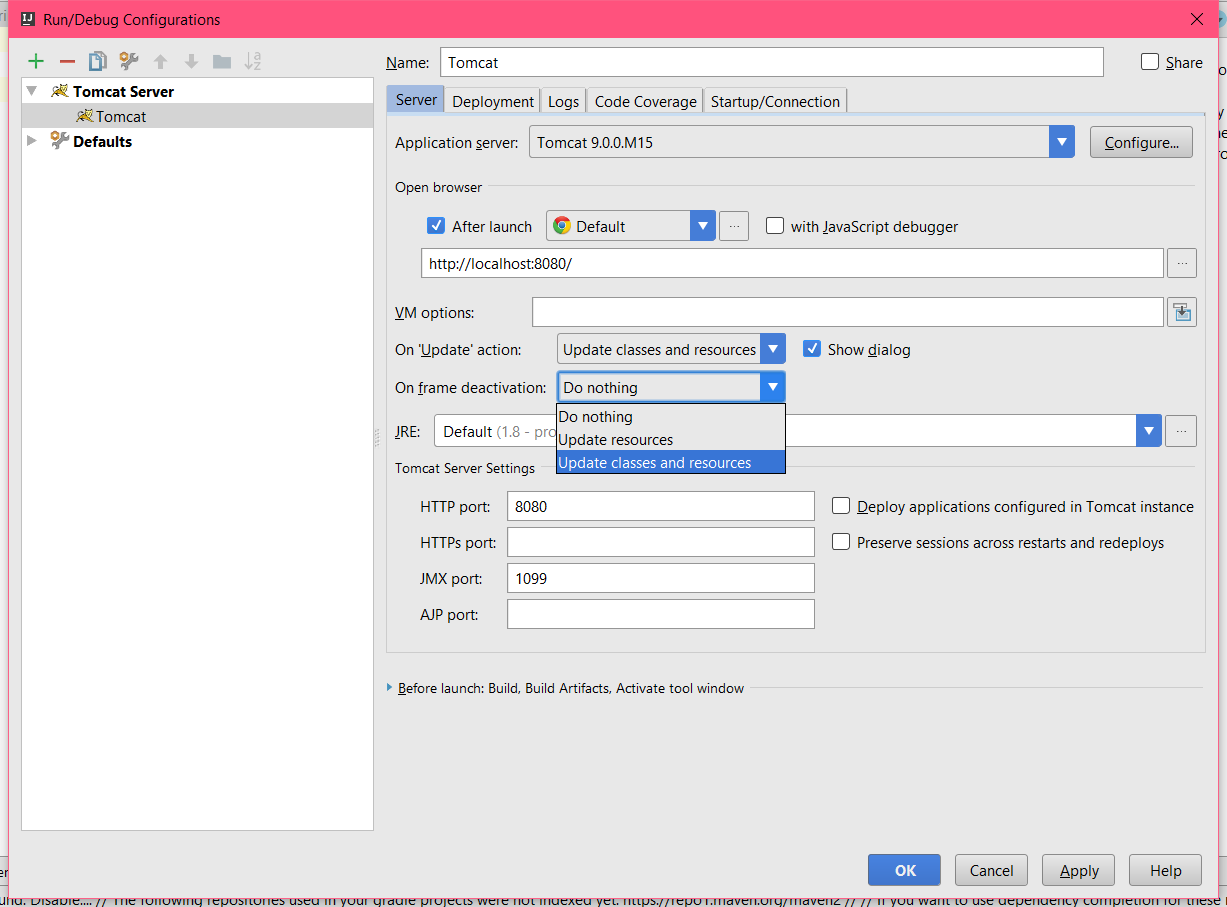 Run/Debug Configurations
Name: Tomcat Share
Tomcat Server
Tomcat
Defaults
Server Deployment Logs Code Coverage Startup/Connection
Application server: Tomcat 9.0.0.M15 Configure...
Open browser
After launch Default ... with JavaScript debugger
http://localhost:8080/ ...
VM options:
On 'Update' action: Update classes and resources Show dialog
On frame deactivation: Do nothing
Do nothing
Update resources
Update classes and resources
JRE: Default (1.8 - pro ...
Tomcat Server Settings
HTTP port: 8080 Deploy applications configured in Tomcat instance
HTTPs port: Preserve sessions across restarts and redeploys
JMX port: 1099
AJP port:
Before launch: Build, Build Artifacts, Activate tool window
OK Cancel Apply Help
und. Disable.... // The following repositories used in your gradle projects were not indexed yet: https://repo1.maven.org/maven2 // // If you want to use dependency completion for these